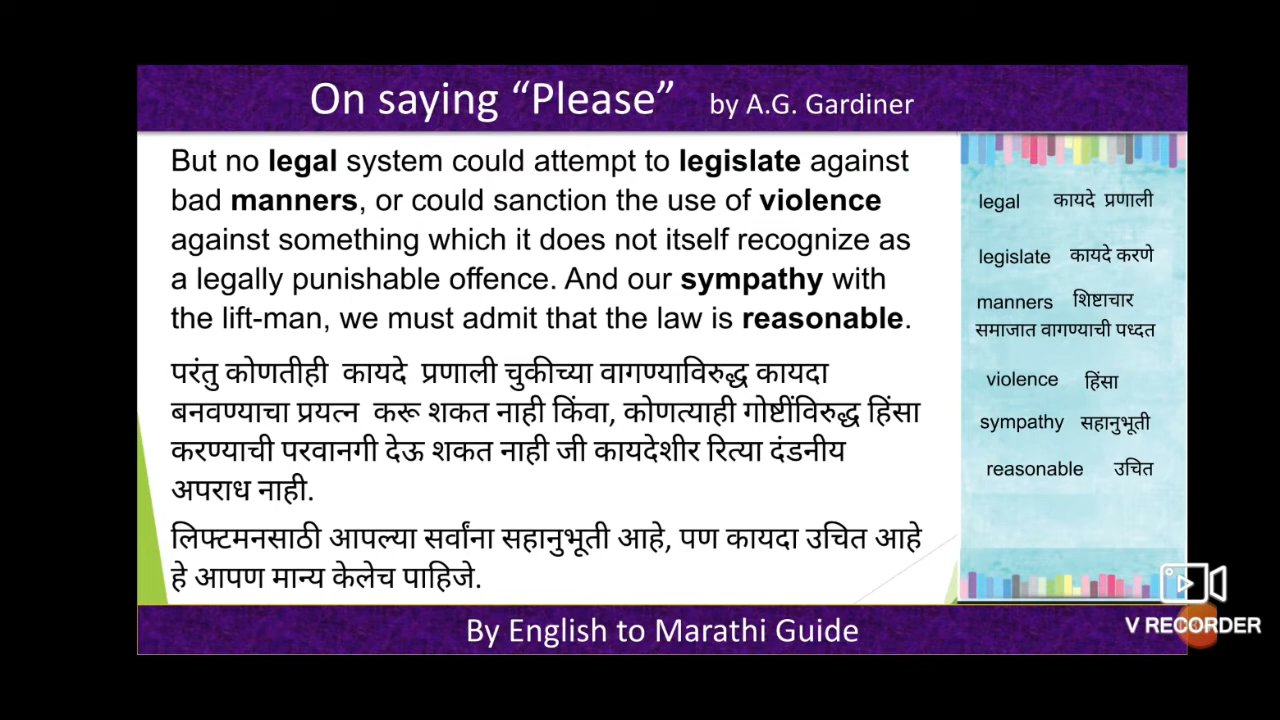 On saying “Please” by A.G. Gardiner
But no legal system could attempt to legislate against
bad manners, or could sanction the use of violence
against something which it does not itself recognize as
a legally punishable offence. And our sympathy with
the lift-man, we must admit that the law is reasonable.
परंतु कोणतीही कायदे प्रणाली चुकीच्या वागण्याविरुद्ध कायदा
बनवण्याचा प्रयत्न करू शकत नाही किंवा, कोणत्याही गोष्टींविरुद्ध हिंसा
करण्याची परवानगी देऊ शकत नाही जी कायदेशीर रित्या दंडनीय
अपराध नाही.
लिफ्टमनसाठी आपल्या सर्वांना सहानुभूती आहे, पण कायदा उचित आहे
हे आपण मान्य केलेच पाहिजे.
legal कायदे प्रणाली
legislate कायदे करणे
manners शिष्टाचार
समाजात वागण्याची पध्दत
violence हिंसा
sympathy सहानुभूती
reasonable उचित
By English to Marathi Guide
V RECORDER